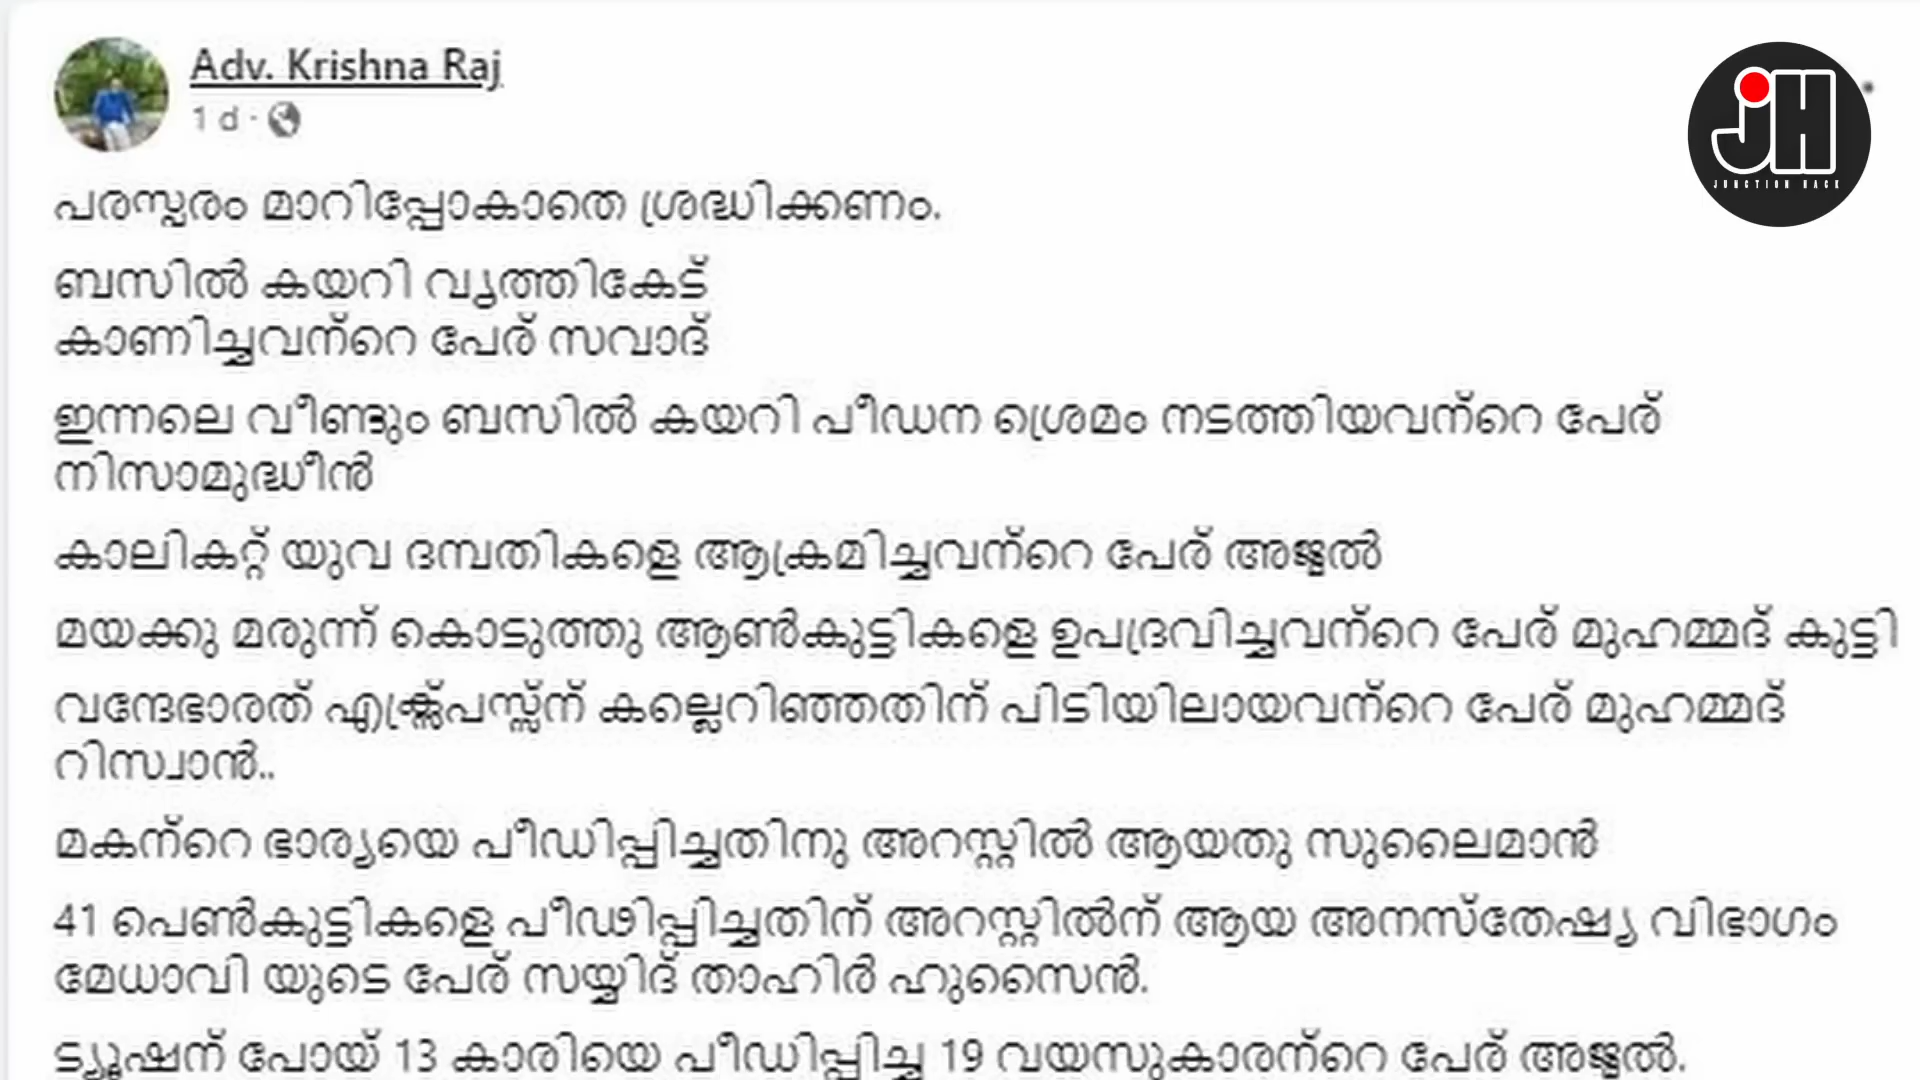 Adv. Krishna Raj
1 d ·
JH
JUNCTION HACK
പരസ്പരം മാറിപ്പോകാതെ ശ്രദ്ധിക്കണം.
ബസിൽ കയറി വൃത്തികേട്
കാണിച്ചവന്റെ പേര് സവാദ്
ഇന്നലെ വീണ്ടും ബസിൽ കയറി പീഡന ശ്രെമം നടത്തിയവന്റെ പേര്
നിസാമുദ്ധീൻ
കാലികറ്റ് യുവ ദമ്പതികളെ ആക്രമിച്ചവന്റെ പേര് അജ്മൽ
മയക്കു മരുന്ന് കൊടുത്തു ആൺകുട്ടികളെ ഉപദ്രവിച്ചവന്റെ പേര് മുഹമ്മദ് കുട്ടി
വന്ദേഭാരത് കല്ലെറിഞ്ഞതിന് പിടിയിലായവന്റെ പേര് മുഹമ്മദ്
റിസ്വാൻ..
മകന്റെ ഭാര്യയെ പീഡിപ്പിച്ചതിനു അറസ്റ്റിൽ ആയതു സുലൈമാൻ
41 പെൺകുട്ടികളെ പീഢിപ്പിച്ചതിന് അറസ്റ്റിൽന് ആയ അനസ്തേഷ്യ വിഭാഗം
മേധാവി യുടെ പേര് സയ്യിദ് താഹിർ ഹുസൈൻ.
ട്യൂഷന് പോയ് 13 കാരിയെ പീഡിപ്പിച്ച 19 വയസുകാരന്റെ പേര് അജ്മൽ.